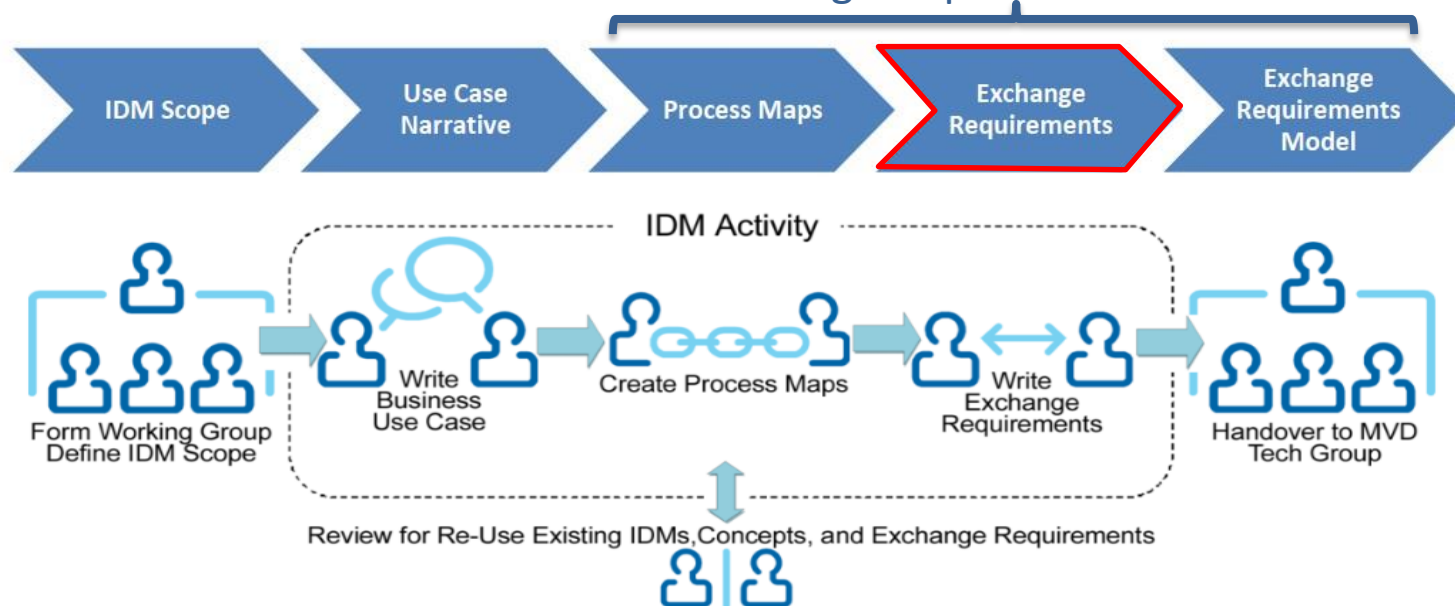 IDM Scope
Use Case
Narrative
Process Maps
Exchange
Requirements
Exchange
Requirements
Model
IDM Activity
Form Working Group
Define IDM Scope
Write
Business
Use Case
Create Process Maps
Write
Exchange
Requirements
Handover to MVD
Tech Group
Review for Re-Use Existing IDMs,Concepts, and Exchange Requirements